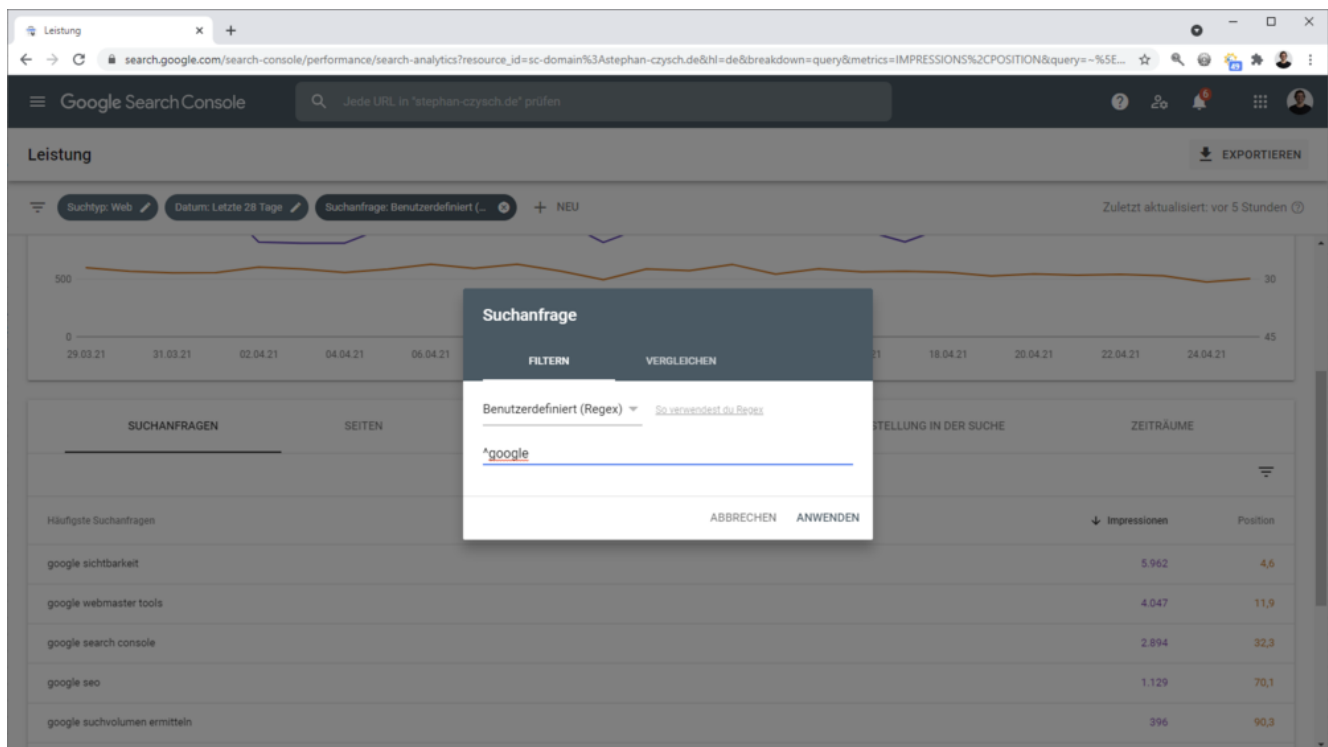 Leistung
search.google.com/search-console/performance/search-analytics?resource_id=sc-domain%3Astephan-czysch.de&hl=de&breakdown=query&metrics=IMPRESSIONS%2CPOSITION&query=~%5E...
49
Google Search Console
Jede URL in "stephan-czysch.de" prüfen
6
Leistung
EXPORTIEREN
Suchtyp: Web
Datum: Letzte 28 Tage
Suchanfrage: Benutzerdefiniert (...
+ NEU
Zuletzt aktualisiert: vor 5 Stunden
500
30
0
45
29.03.21 31.03.21 02.04.21 04.04.21 06.04.21 18.04.21 20.04.21 22.04.21 24.04.21
Suchanfrage
FILTERN VERGLEICHEN
Benutzerdefiniert (Regex) So verwendest du Regex
^google
ABBRECHEN ANWENDEN
SUCHANFRAGEN SEITEN STELLUNG IN DER SUCHE ZEITRÄUME
Häufigste Suchanfragen Impressionen Position
google sichtbarkeit 5.962 4,6
google webmaster tools 4.047 11,9
google search console 2.894 32,3
google seo 1.129 70,1
google suchvolumen ermitteln 396 90,3